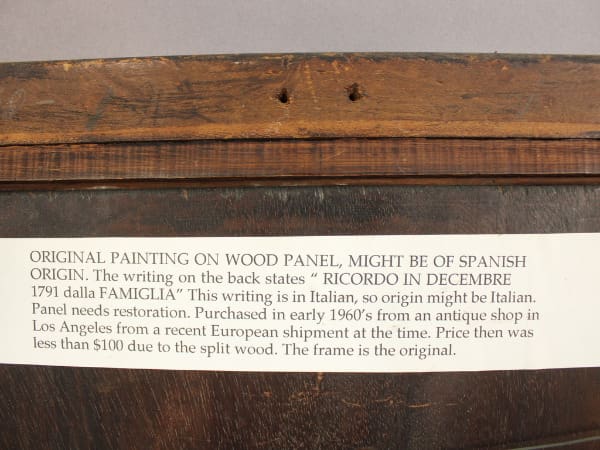 ORIGINAL PAINTING ON WOOD PANEL, MIGHT BE OF SPANISH
ORIGIN. The writing on the back states “ RICORDO IN DECEMBRE
1791 dalla FAMIGLIA” This writing is in Italian, so origin might be Italian.
Panel needs restoration. Purchased in early 1960's from an antique shop in
Los Angeles from a recent European shipment at the time. Price then was
less than $100 due to the split wood. The frame is the original.